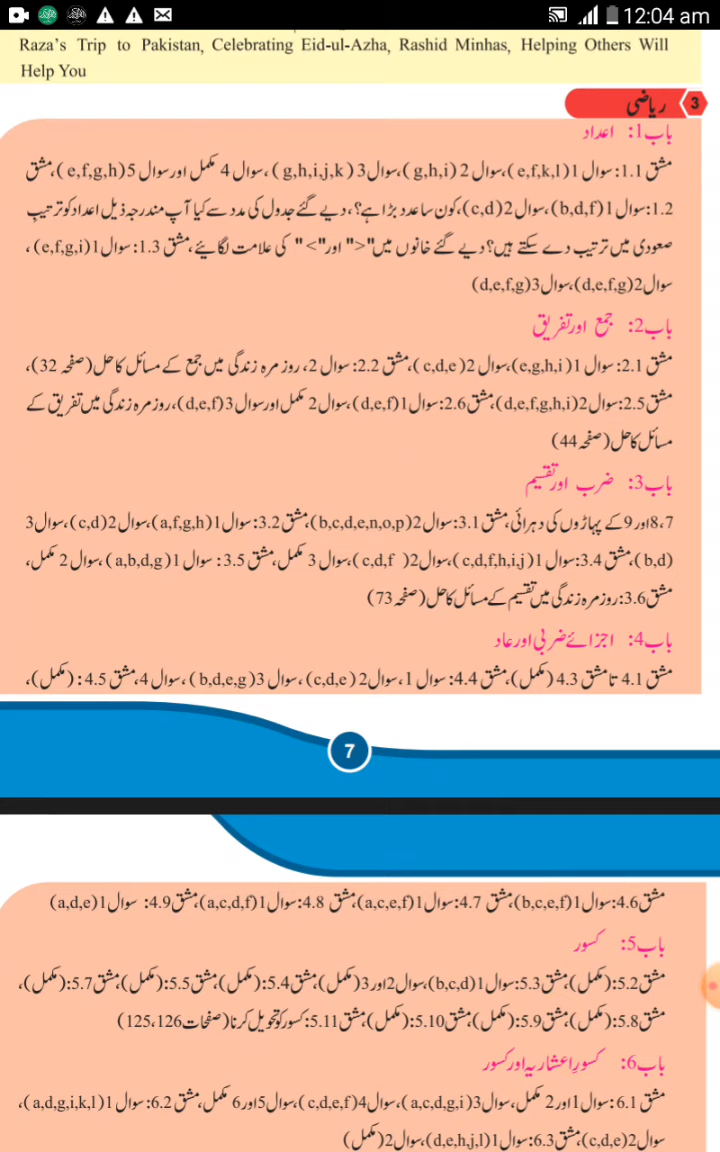 12:04 am
Raza's Trip to Pakistan, Celebrating Eid-ul-Azha, Rashid Minhas, Helping Others Will
Help You
3 ریاضی
باب1: اعداد
مشق 1.1: سوال 1(e,f,k,l)، سوال 2 (g,h,i)، سوال3 (g,h,i,j,k)، سوال 4 مکمل اور سوال 5(e,f,g,h)، مشق
1.2: سوال 1(b,d,f)، سوال 2(c,d)، کون ساعدد بڑا ہے؟، دیے گئے جدول کی مدد سے کیا آپ مندرجہ ذیل اعداد کو ترتیبِ
صعودی میں ترتیب دے سکتے ہیں؟ دیے گئے خانوں میں "<" اور ">" کی علامت لگائیے، مشق 1.3: سوال 1(e,f,g,i)،
سوال 2(d,e,f,g)، سوال 3(d,e,f,g)
باب2: جمع اور تفریق
مشق 2.1: سوال 1(e,g,h,i)، سوال 2(c,d,e)، مشق 2.2: سوال 2، روز مرہ زندگی میں جمع کے مسائل کا حل (صفحہ 32)،
مشق 2.5: سوال 2(d,e,f,g,h,i)، مشق 2.6: سوال 1(d,e,f)، سوال 2 مکمل اور سوال 3(d,e,f)، روز مرہ زندگی میں تفریق کے
مسائل کا حل (صفحہ 44)
باب3: ضرب اور تقسیم
7،8 اور 9 کے پہاڑوں کی دہرائی، مشق 3.1: سوال 2(b,c,d,e,n,o,p)، مشق 3.2: سوال 1(a,f,g,h)، سوال 2(c,d)، سوال 3
(b,d)، مشق 3.4: سوال 1(c,d,f,h,i,j)، سوال 2(c,d,f)، سوال 3 مکمل، مشق 3.5: سوال 1(a,b,d,g)، سوال 2 مکمل،
مشق 3.6: روز مرہ زندگی میں تقسیم کے مسائل کا حل (صفحہ 73)
باب4: اجزائے ضربی اور عاد
مشق 4.1 تا مشق 4.3 (مکمل)، مشق 4.4: سوال 1، سوال 2(c,d,e)، سوال 3(b,d,e,g)، سوال 4، مشق 4.5: (مکمل)،
7
مشق 4.6: سوال 1(b,c,e,f)، مشق 4.7: سوال 1(a,c,e,f)، مشق 4.8: سوال 1(a,c,d,f)، مشق 4.9: سوال 1(a,d,e)
باب5: کسور
مشق 5.2: (مکمل)، مشق 5.3: سوال 1(b,c,d)، سوال 2 اور 3 (مکمل)، مشق 5.4: (مکمل)، مشق 5.5: (مکمل)، مشق 5.7: (مکمل)،
مشق 5.8: (مکمل)، مشق 5.9: (مکمل)، مشق 5.10: (مکمل)، مشق 5.11: کسور کو تحویل کرنا (صفحات 125،126)
باب6: کسورِ اعشاریہ اور کسور
مشق 6.1: سوال 1 اور 2 مکمل، سوال 3(a,c,d,g,i)، سوال 4(c,d,e,f)، سوال 5 اور 6 مکمل، مشق 6.2: سوال 1(a,d,g,i,k,l)،
سوال 2(c,d,e)، مشق 6.3: سوال 1(d,e,h,j,l)، سوال 2 (مکمل)